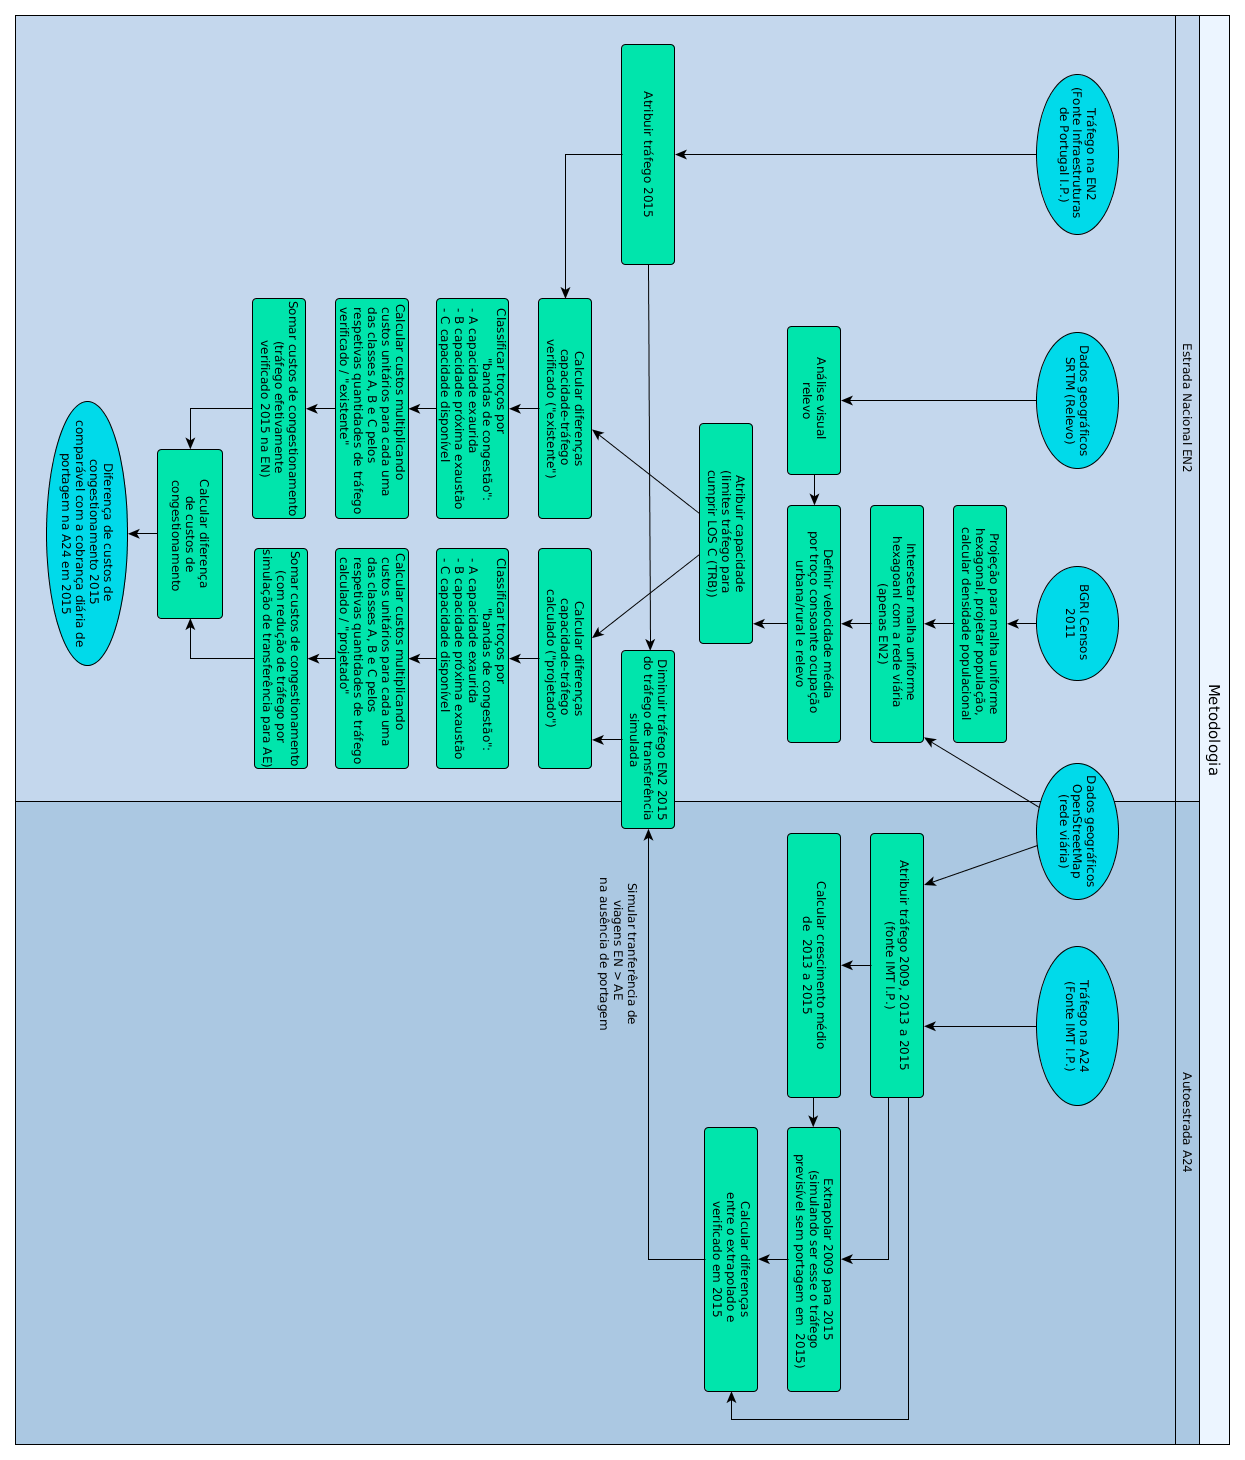 Metodologia
Estrada Nacional EN2
Autoestrada A24
Tráfego na EN2
(Fonte Infraestruturas
de Portugal I.P.)
Dados geográficos
SRTM (Relevo)
BGRI Censos
2011
Dados geográficos
OpenStreetMap
(rede viária)
Tráfego na A24
(Fonte IMT I.P.)
Projeção para malha uniforme
hexagonal, projetar população,
calcular densidade populacional
Intersetar malha uniforme
hexagoanl com a rede viária
(apenas EN2)
Atribuir tráfego 2009, 2013 a 2015
(fonte IMT I.P.)
Análise visual
relevo
Definir velocidade média
por troço consoante ocupação
urbana/rural e relevo
Calcular crescimento médio
de 2013 a 2015
Extrapolar 2009 para 2015
(simulando ser esse o tráfego
previsível sem portagem em 2015)
Atribuir capacidade
(limites tráfego para
cumprir LOS C (TRB))
Calcular diferenças
entre o extrapolado e
verificado em 2015
Atribuir tráfego 2015
Diminuir tráfego EN2 2015
do tráfego de transferência
simulada
Simular tranferência de
viagens EN > AE
na ausência de portagem
Calcular diferenças
capacidade-tráfego
verificado ("existente")
Calcular diferenças
capacidade-tráfego
calculado ("projetado")
Classificar troços por
"bandas de congestão":
- A capacidade exaurida
- B capacidade próxima exaustão
- C capacidade disponível
Classificar troços por
"bandas de congestão":
- A capacidade exaurida
- B capacidade próxima exaustão
- C capacidade disponível
Calcular custos multiplicando
custos unitários para cada uma
das classes A, B e C pelos
respetivas quantidades de tráfego
verificado / "existente"
Calcular custos multiplicando
custos unitários para cada uma
das classes A, B e C pelos
respetivas quantidades de tráfego
calculado / "projetado"
Somar custos de congestionamento
(tráfego efetivamente
verificado 2015 na EN)
Somar custos de congestionamento
(com redução de tráfego por
simulação de transferência para AE)
Calcular diferença
de custos de
congestionamento
Diferença de custos de
congestionamento 2015
comparável com a cobrança diária de
portagem na A24 em 2015